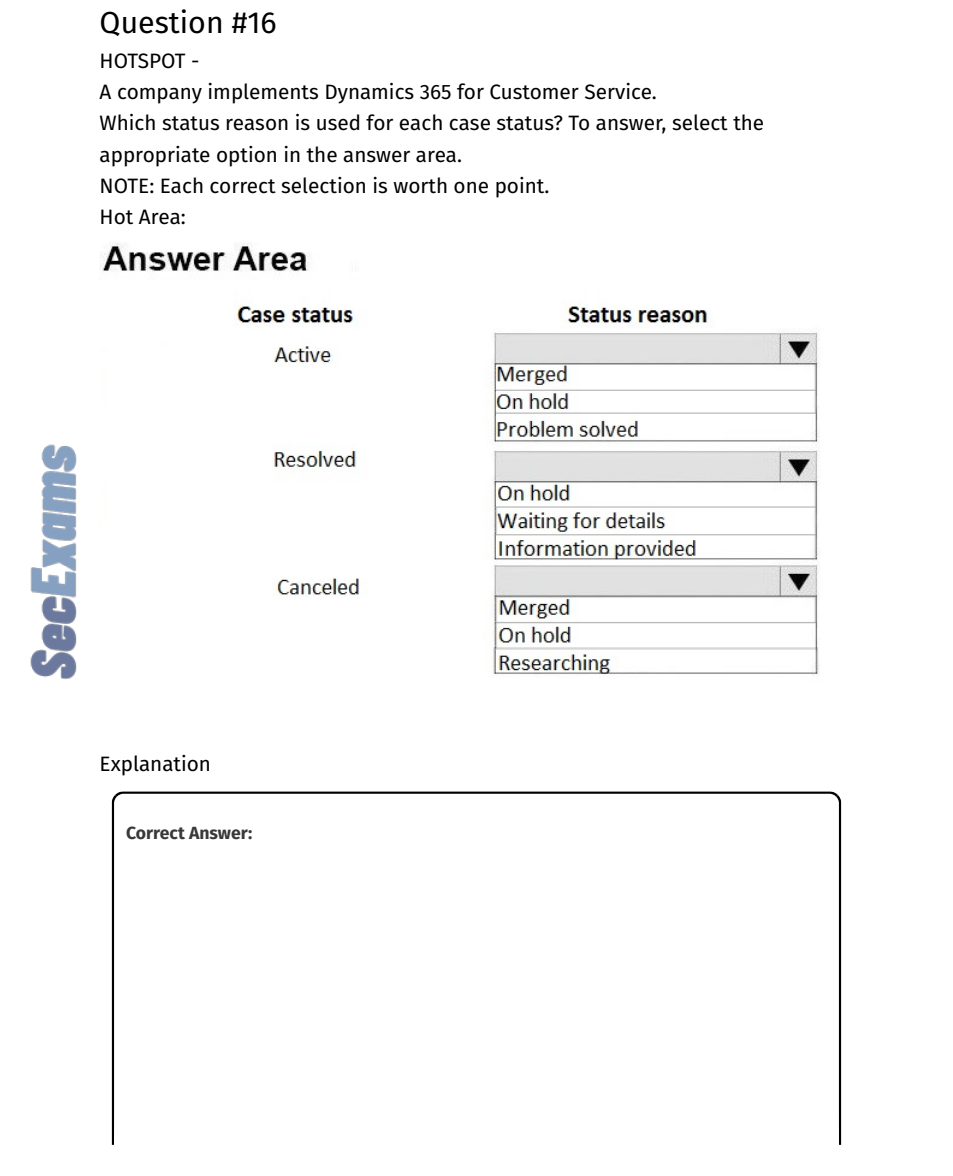 Question #16
HOTSPOT -
A company implements Dynamics 365 for Customer Service.
Which status reason is used for each case status? To answer, select the
appropriate option in the answer area.
NOTE: Each correct selection is worth one point.
Hot Area:
Answer Area
Case status Status reason
Active
Merged
On hold
Problem solved
Resolved
On hold
Waiting for details
Information provided
Canceled
Merged
On hold
Researching
SecExams
Explanation
Correct Answer: